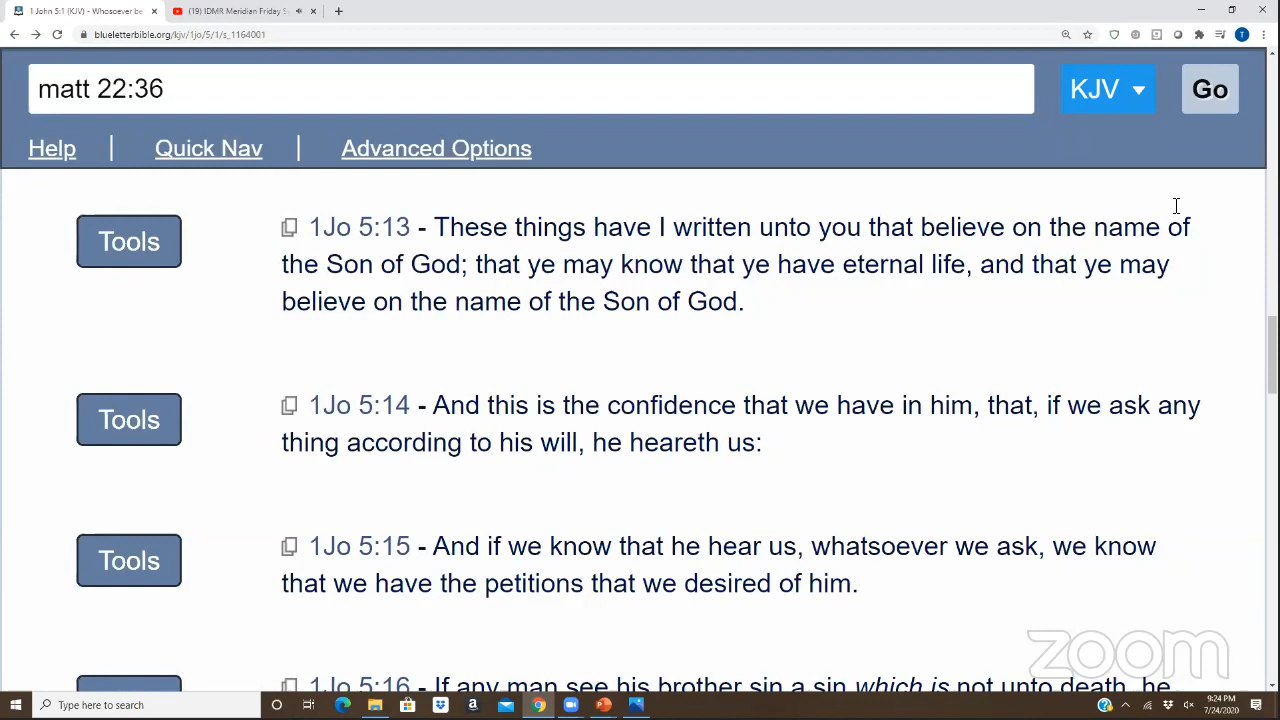 1 John 5:1 (KJV) - Whosoever be
(19) IDMR Meridian Friday S
blueletterbible.org/kjv/1jo/5/1/s_1164001
T
matt 22:36
KJV
Go
Help | Quick Nav | Advanced Options
Tools
1Jo 5:13 - These things have I written unto you that believe on the name of
the Son of God; that ye may know that ye have eternal life, and that ye may
believe on the name of the Son of God.
Tools
1Jo 5:14 - And this is the confidence that we have in him, that, if we ask any
thing according to his will, he heareth us:
Tools
1Jo 5:15 - And if we know that he hear us, whatsoever we ask, we know
that we have the petitions that we desired of him.
1Jo 5:16 - If any man see his brother sin a sin which is not unto death, he
zoom
Type here to search
9:24 PM
7/24/2020